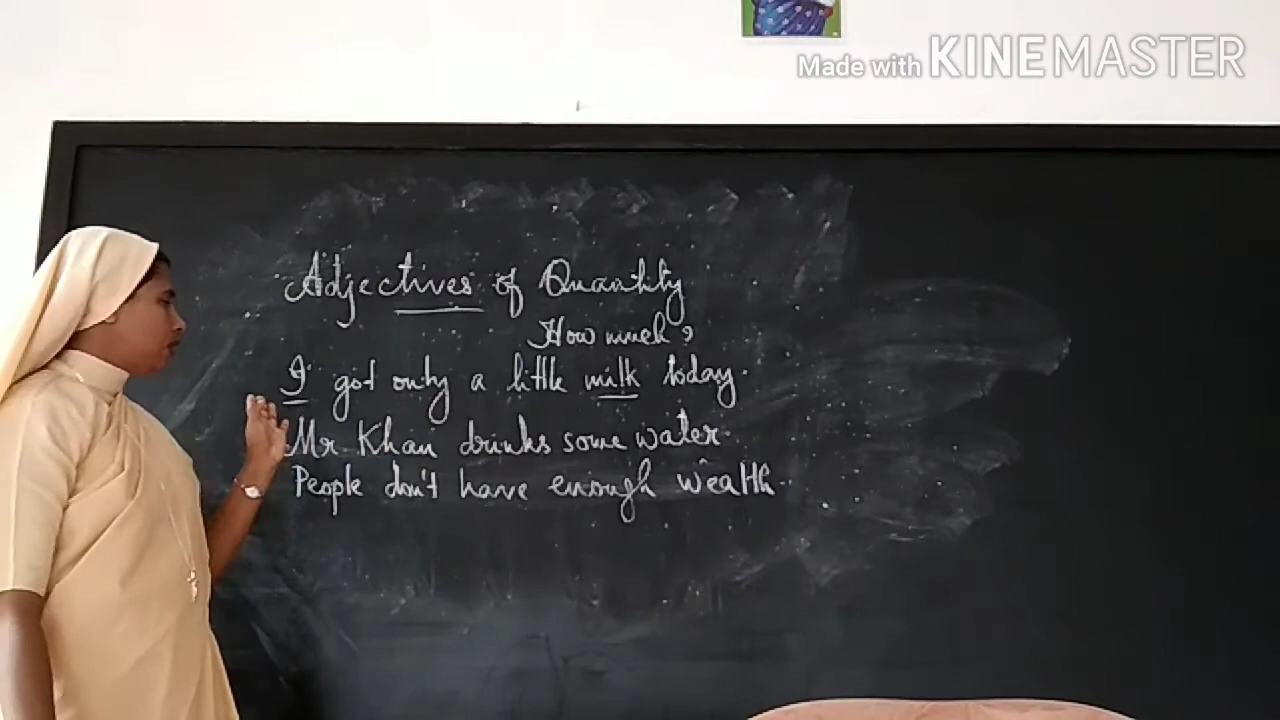 Made with KINEMASTER
Adjectives of Quantity
How much?
I got only a little milk today.
Mr Khan drinks some water.
People don't have enough wealth.